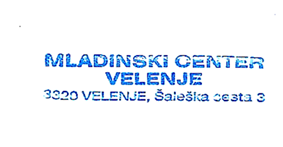 MLADINSKI CENTER
VELENJE
3320 VELENJE, Šaleška cesta 3